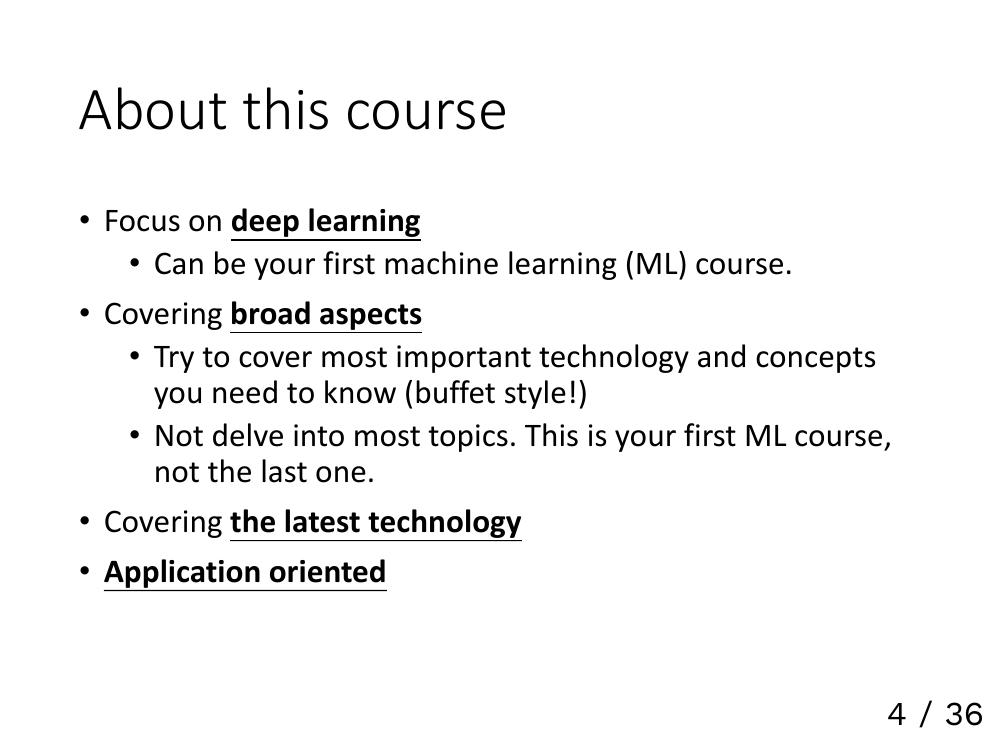 About this course
• Focus on deep learning
• Can be your first machine learning (ML) course.
• Covering broad aspects
• Try to cover most important technology and concepts
you need to know (buffet style!)
• Not delve into most topics. This is your first ML course,
not the last one.
• Covering the latest technology
• Application oriented
4 / 36